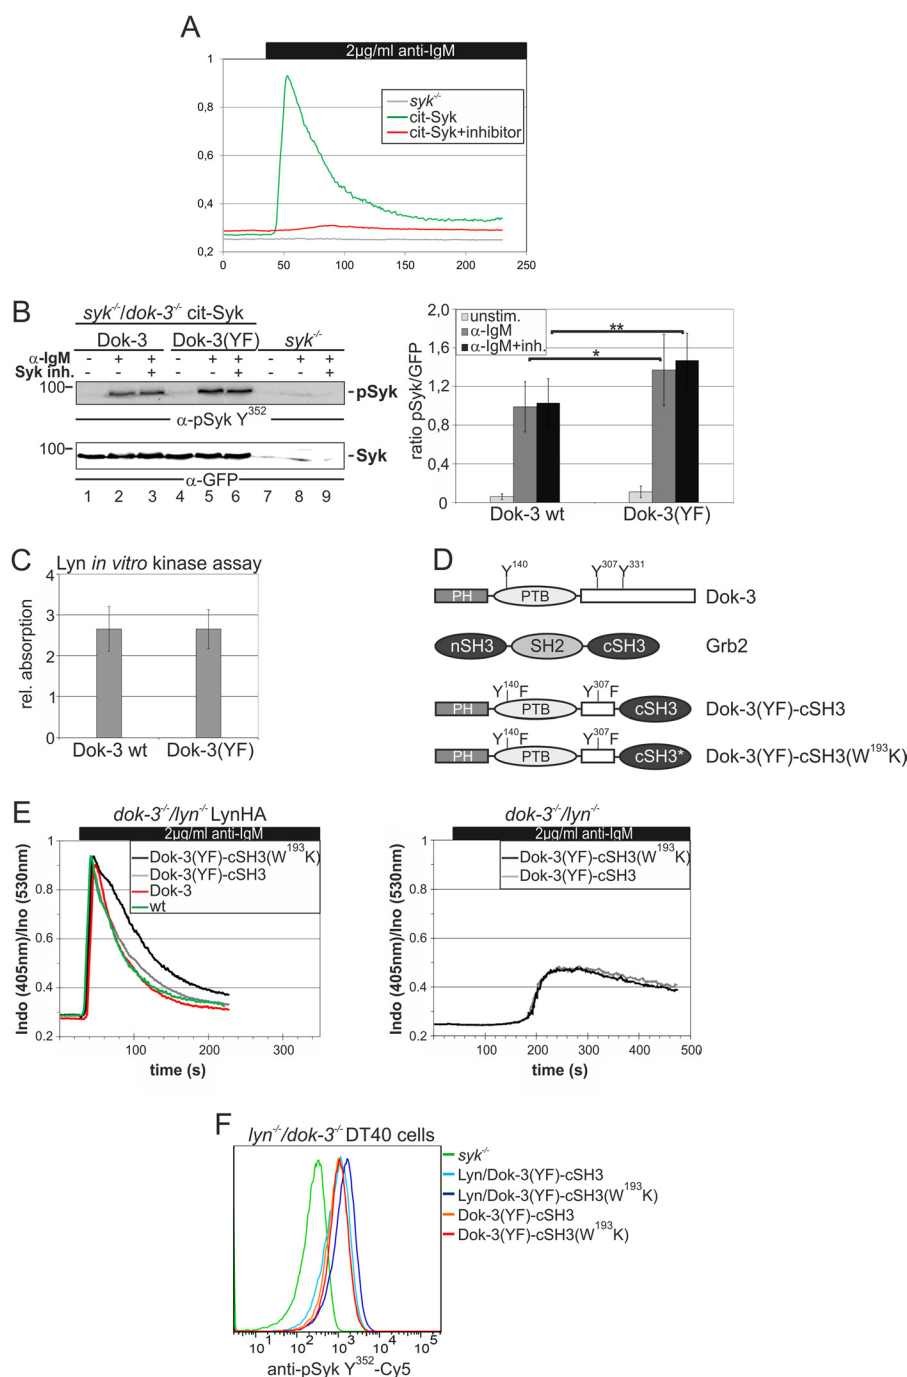 A
2µg/ml anti-IgM
1
0,8
0,6
0,4
0,2
0 50 100 150 200 250
syk-/-
cit-Syk
cit-Syk+inhibitor
B
syk-/-/dok-3-/- cit-Syk
Dok-3 Dok-3(YF) syk-/-
α-IgM - + + - + + - + +
Syk inh. - - + - - + - - +
100
-pSyk
α-pSyk Y352
100
-Syk
α-GFP
1 2 3 4 5 6 7 8 9
ratio pSyk/GFP
2,0
1,6
1,2
0,8
0,4
0
unstim.
α-IgM
α-IgM+inh.
**
*
Dok-3 wt Dok-3(YF)
C
Lyn in vitro kinase assay
rel. absorption
4
3
2
1
0
Dok-3 wt Dok-3(YF)
D
Y140 Y307 Y331
PH PTB Dok-3
nSH3 SH2 cSH3 Grb2
Y140F Y307F
PH PTB cSH3 Dok-3(YF)-cSH3
Y140F Y307F
PH PTB cSH3* Dok-3(YF)-cSH3(W193K)
E
dok-3-/-/lyn-/- LynHA
2µg/ml anti-IgM
Indo (405nm)/Ino (530nm)
1
0.8
0.6
0.4
0.2
Dok-3(YF)-cSH3(W193K)
Dok-3(YF)-cSH3
Dok-3
wt
100 200 300
time (s)
dok-3-/-/lyn-/-
2µg/ml anti-IgM
Indo (405nm)/Ino (530nm)
1
0.8
0.6
0.4
0.2
Dok-3(YF)-cSH3(W193K)
Dok-3(YF)-cSH3
100 200 300 400 500
time (s)
F
lyn-/-/dok-3-/- DT40 cells
syk-/-
Lyn/Dok-3(YF)-cSH3
Lyn/Dok-3(YF)-cSH3(W193K)
Dok-3(YF)-cSH3
Dok-3(YF)-cSH3(W193K)
101 102 103 104 105
anti-pSyk Y352-Cy5